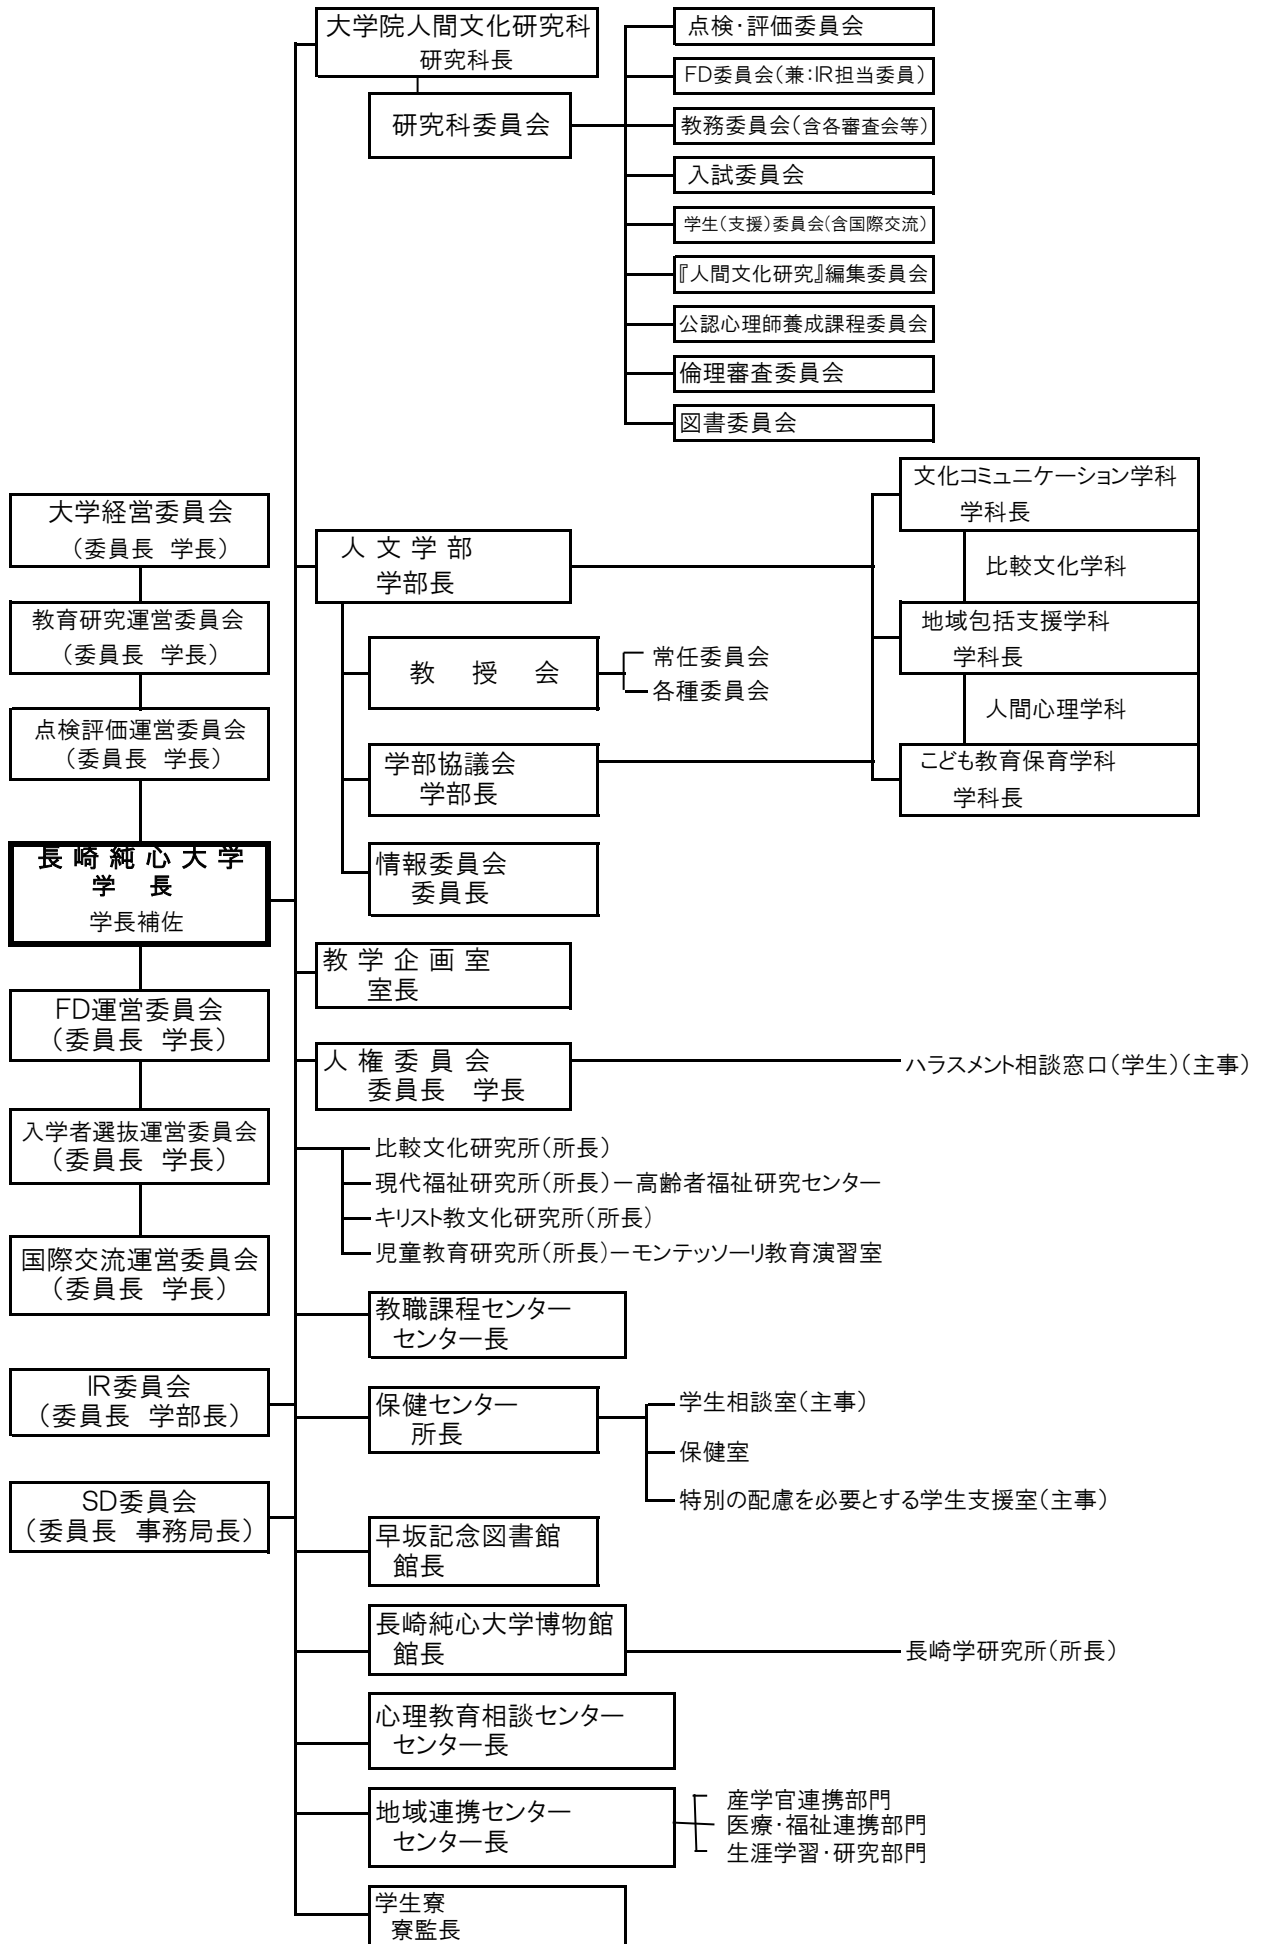 大学院人間文化研究科
研究科長
研究科委員会
点検・評価委員会
FD委員会（兼：IR担当委員）
教務委員会（含各審査会等）
入試委員会
学生（支援）委員会（含国際交流）
『人間文化研究』編集委員会
公認心理師養成課程委員会
倫理審査委員会
図書委員会
大学経営委員会
（委員長 学長）
教育研究運営委員会
（委員長 学長）
点検評価運営委員会
（委員長 学長）
長崎純心大学
学 長
学長補佐
FD運営委員会
（委員長 学長）
入学者選抜運営委員会
（委員長 学長）
国際交流運営委員会
（委員長 学長）
IR委員会
（委員長 学部長）
SD委員会
（委員長 事務局長）
人 文 学 部
学部長
教 授 会
常任委員会
各種委員会
学部協議会
学部長
情報委員会
委員長
文化コミュニケーション学科
学科長
比較文化学科
地域包括支援学科
学科長
人間心理学科
こども教育保育学科
学科長
教 学 企 画 室
室長
人 権 委 員 会
委員長 学長
ハラスメント相談窓口（学生）（主事）
比較文化研究所（所長）
現代福祉研究所（所長）ー高齢者福祉研究センター
キリスト教文化研究所（所長）
児童教育研究所（所長）ーモンテッソーリ教育演習室
教職課程センター
センター長
保健センター
所長
学生相談室（主事）
保健室
特別の配慮を必要とする学生支援室（主事）
早坂記念図書館
館長
長崎純心大学博物館
館長
長崎学研究所（所長）
心理教育相談センター
センター長
地域連携センター
センター長
産学官連携部門
医療・福祉連携部門
生涯学習・研究部門
学生寮
寮監長